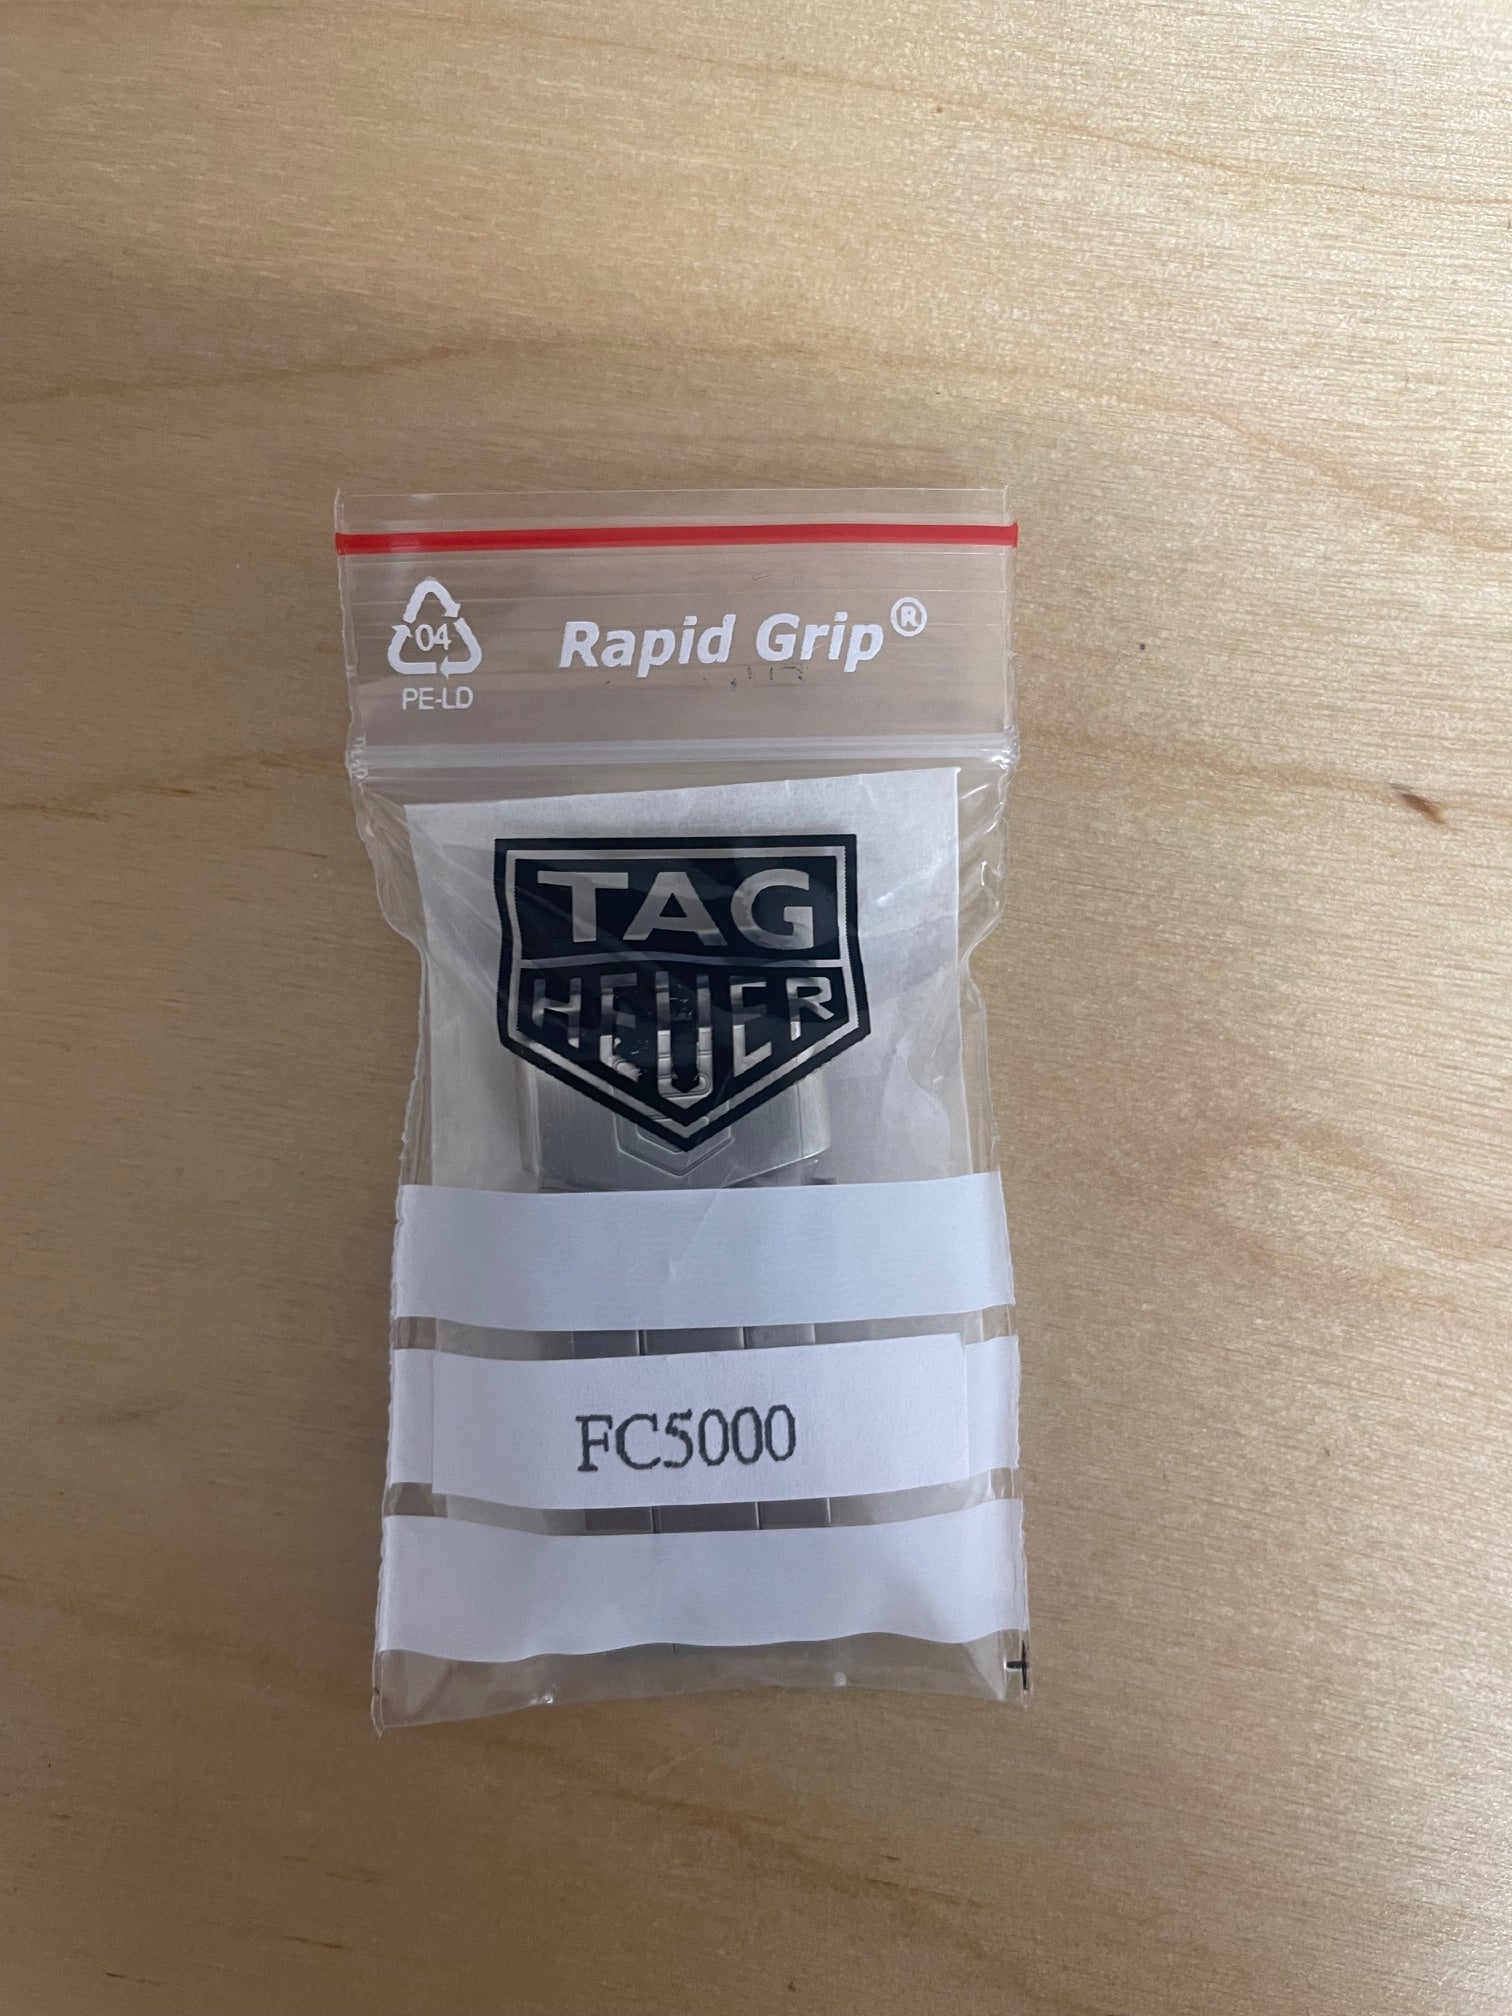 04
PE-LD
Rapid Grip®
TAG
HEUER
FC5000